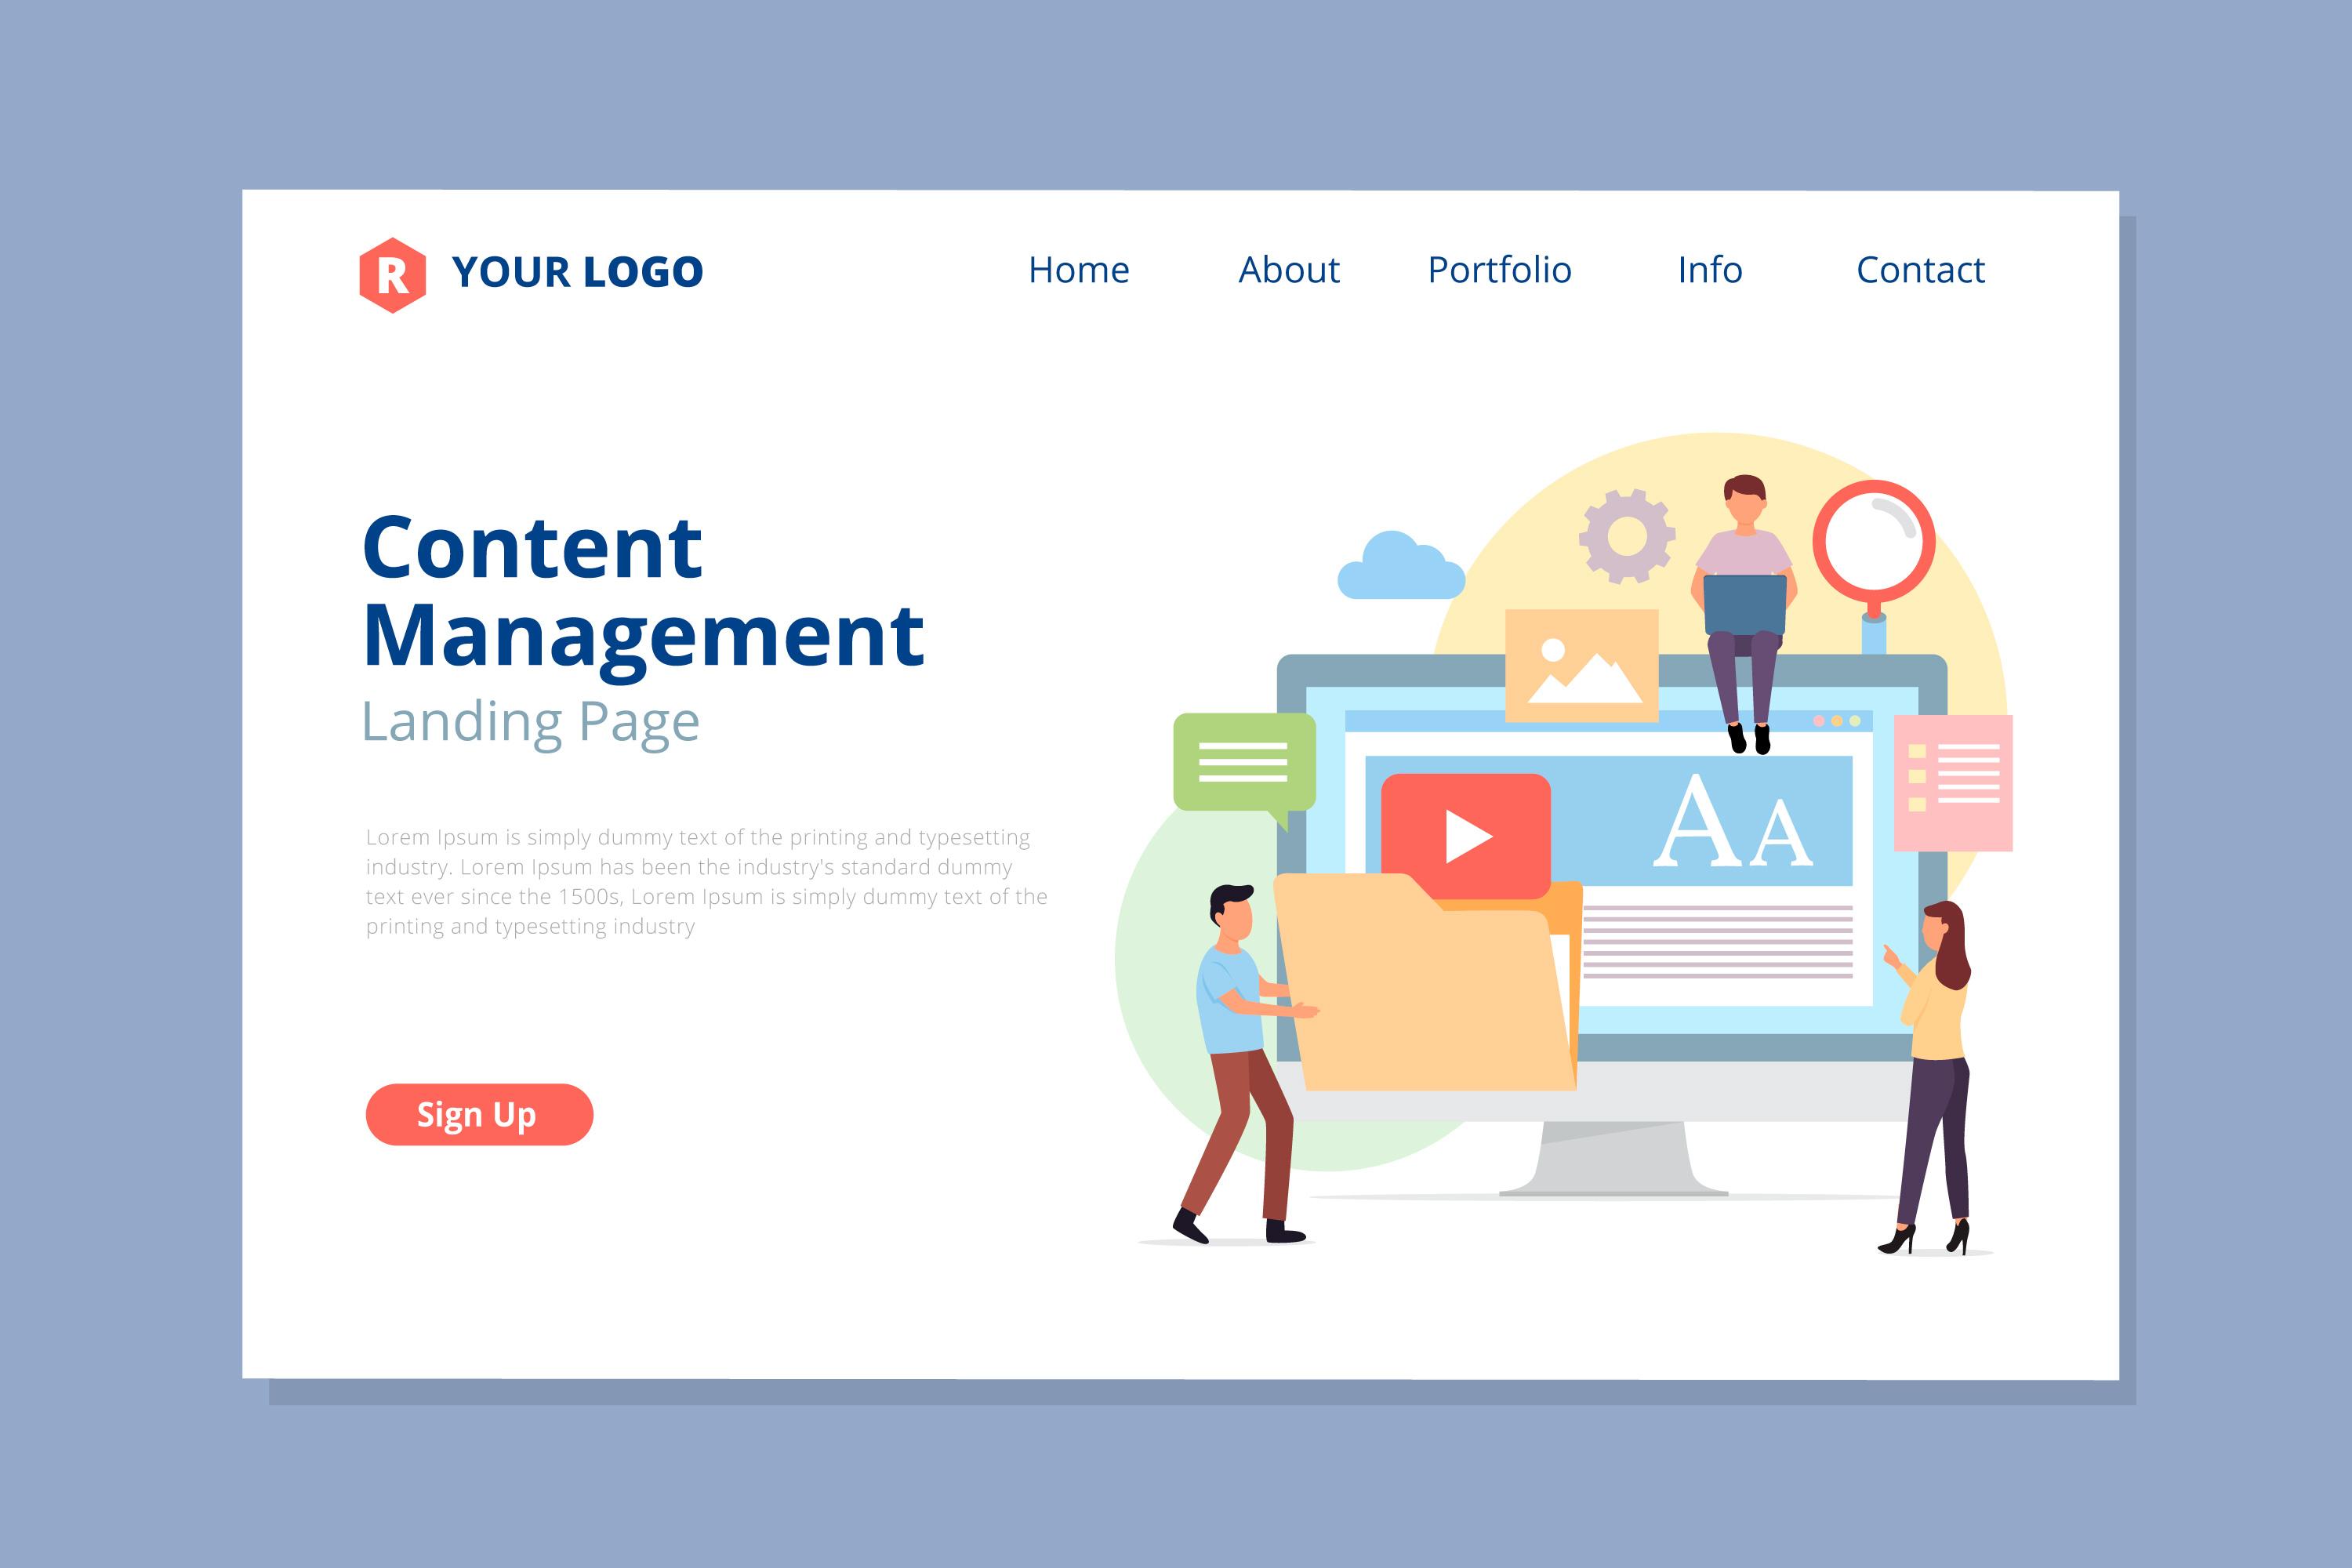 R YOUR LOGO Home About Portfolio Info Contact
Content
Management
Landing Page
Lorem Ipsum is simply dummy text of the printing and typesetting
industry. Lorem Ipsum has been the industry's standard dummy
text ever since the 1500s, Lorem Ipsum is simply dummy text of the
printing and typesetting industry
Sign Up
AA